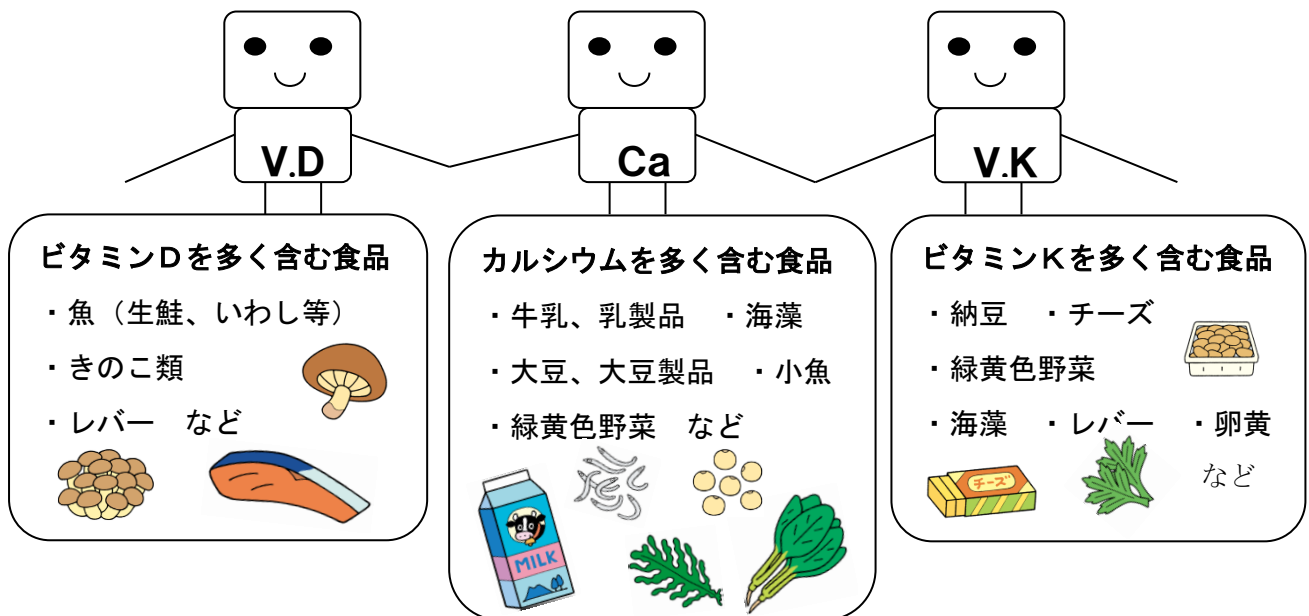 V.D
Ca
V.K
ビタミンDを多く含む食品
・魚（生鮭、いわし等）
・きのこ類
・レバー　など
カルシウムを多く含む食品
・牛乳、乳製品　・海藻
・大豆、大豆製品　・小魚
・緑黄色野菜　など
MILK
ビタミンKを多く含む食品
・納豆　・チーズ
・緑黄色野菜
・海藻　・レバー　・卵黄
など
チーズ